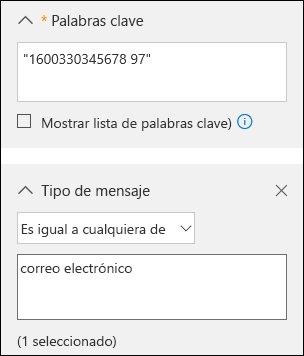 * Palabras clave
"1600330345678 97"
Mostrar lista de palabras clave)
Tipo de mensaje
Es igual a cualquiera de
correo electrónico
(1 seleccionado)